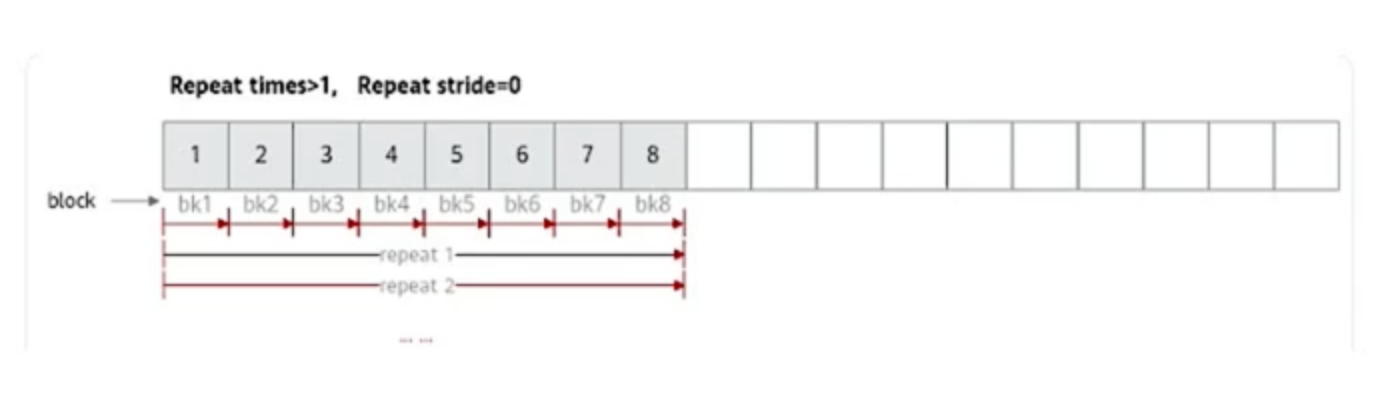 Repeat times>1, Repeat stride=0
1 2 3 4 5 6 7 8
block bk1 bk2 bk3 bk4 bk5 bk6 bk7 bk8
repeat 1
repeat 2
... ...